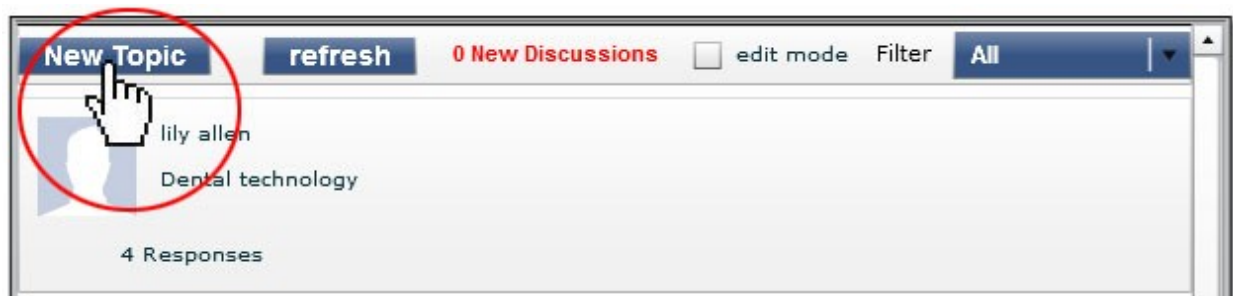 New Topic refresh 0 New Discussions edit mode Filter All
lily allen
Dental technology
4 Responses